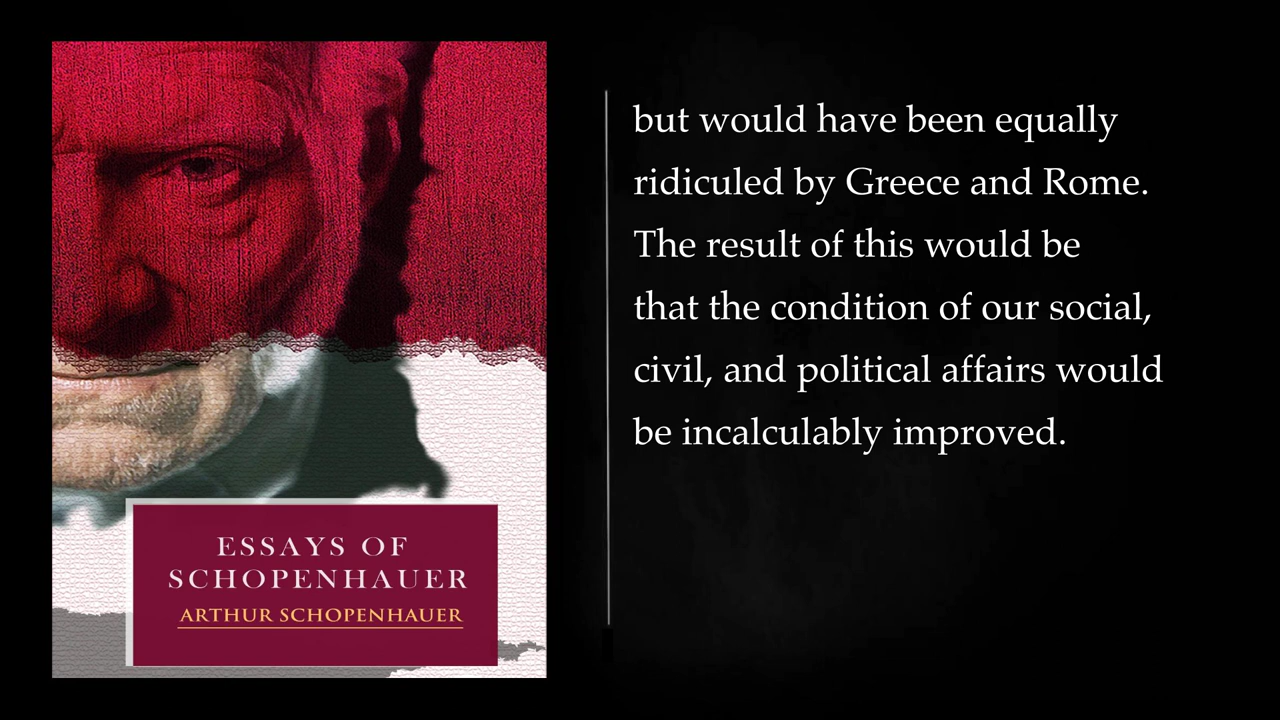 ESSAYS OF
SCHOPENHAUER
ARTHUR SCHOPENHAUER
but would have been equally
ridiculed by Greece and Rome.
The result of this would be
that the condition of our social,
civil, and political affairs would
be incalculably improved.